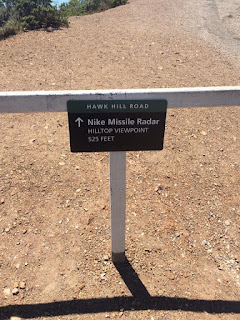 HAWK HILL ROAD
↑ Nike Missile Radar
HILLTOP VIEWPOINT
525 FEET